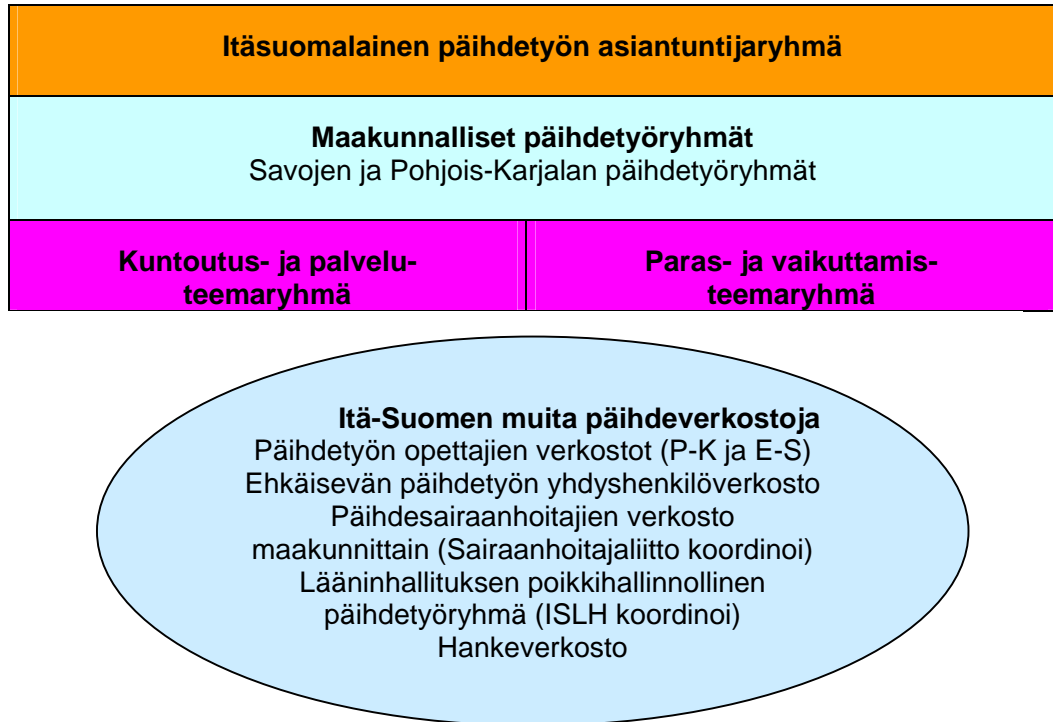 Itäsuomalainen päihdetyön asiantuntijaryhmä
Maakunnalliset päihdetyöryhmät
Savojen ja Pohjois-Karjalan päihdetyöryhmät
Kuntoutus- ja palvelu-
teemaryhmä
Paras- ja vaikuttamis-
teemaryhmä
Itä-Suomen muita päihdeverkostoja
Päihdetyön opettajien verkostot (P-K ja E-S)
Ehkäisevän päihdetyön yhdyshenkilöverkosto
Päihdesairaanhoitajien verkosto
maakunnittain (Sairaanhoitajaliitto koordinoi)
Lääninhallituksen poikkihallinnollinen
päihdetyöryhmä (ISLH koordinoi)
Hankeverkosto